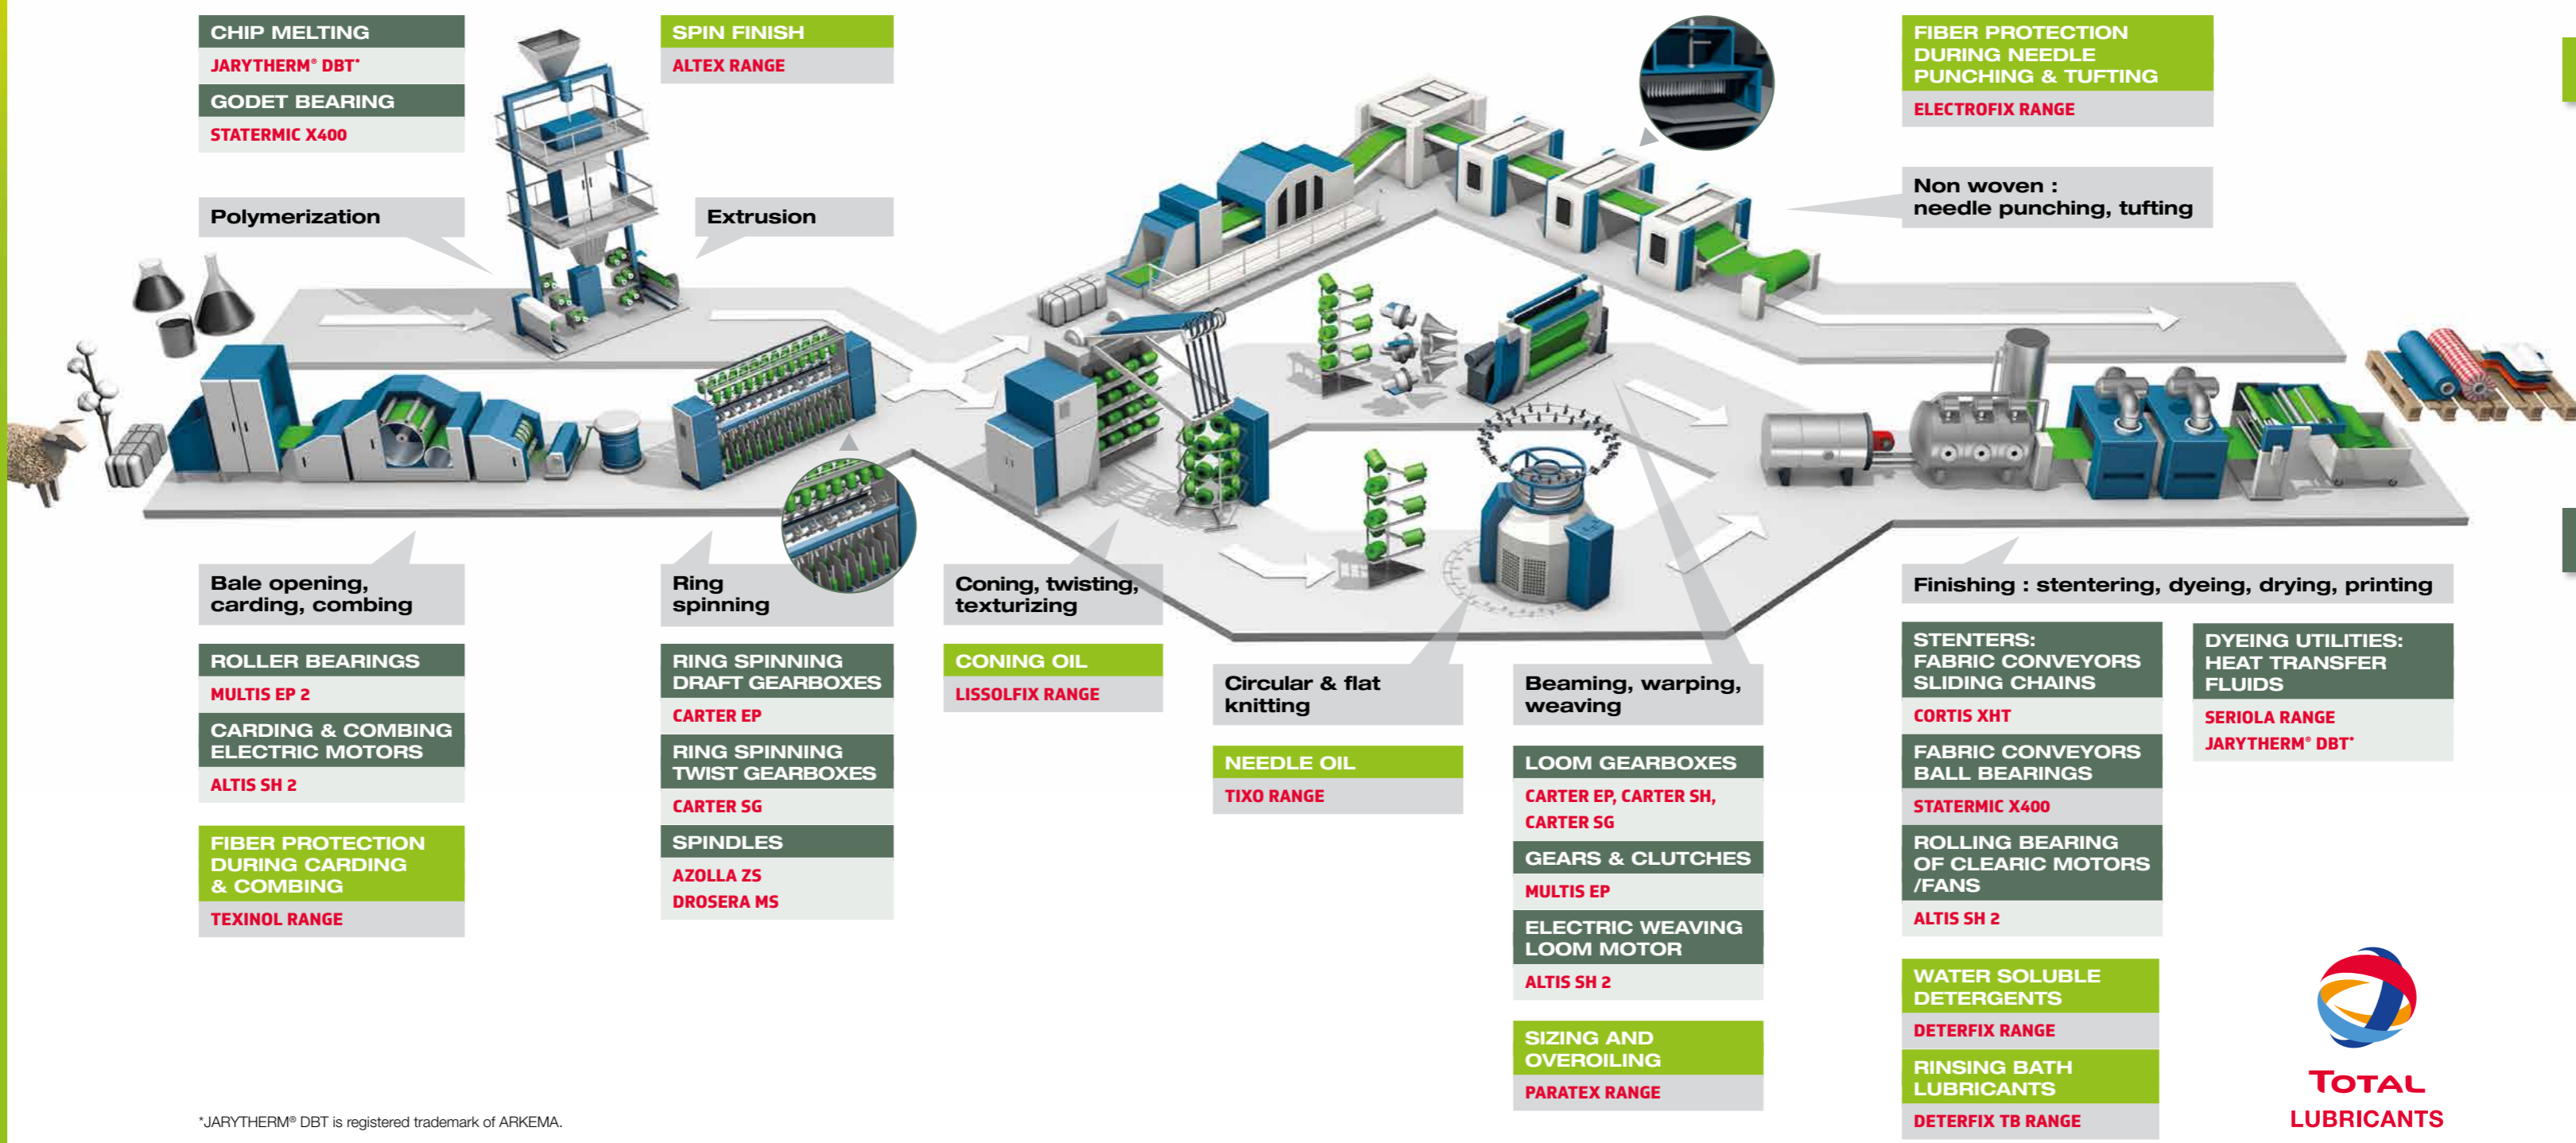 CHIP MELTING
JARYTHERM® DBT*
GODET BEARING
STATERMIC X400
Polymerization
SPIN FINISH
ALTEX RANGE
Extrusion
FIBER PROTECTION
DURING NEEDLE
PUNCHING & TUFTING
ELECTROFIX RANGE
Non woven :
needle punching, tufting
Bale opening,
carding, combing
ROLLER BEARINGS
MULTIS EP 2
CARDING & COMBING
ELECTRIC MOTORS
ALTIS SH 2
FIBER PROTECTION
DURING CARDING
& COMBING
TEXINOL RANGE
Ring
spinning
RING SPINNING
DRAFT GEARBOXES
CARTER EP
RING SPINNING
TWIST GEARBOXES
CARTER SG
SPINDLES
AZOLLA ZS
DROSERA MS
Coning, twisting,
texturizing
CONING OIL
LISSOLFIX RANGE
Circular & flat
knitting
NEEDLE OIL
TIXO RANGE
Beaming, warping,
weaving
LOOM GEARBOXES
CARTER EP, CARTER SH,
CARTER SG
GEARS & CLUTCHES
MULTIS EP
ELECTRIC WEAVING
LOOM MOTOR
ALTIS SH 2
SIZING AND
OVEROILING
PARATEX RANGE
Finishing : stentering, dyeing, drying, printing
STENTERS:
FABRIC CONVEYORS
SLIDING CHAINS
CORTIS XHT
FABRIC CONVEYORS
BALL BEARINGS
STATERMIC X400
ROLLING BEARING
OF CLEARIC MOTORS
/FANS
ALTIS SH 2
WATER SOLUBLE
DETERGENTS
DETERFIX RANGE
RINSING BATH
LUBRICANTS
DETERFIX TB RANGE
DYEING UTILITIES:
HEAT TRANSFER
FLUIDS
SERIOLA RANGE
JARYTHERM® DBT*
TOTAL
LUBRICANTS
*JARYTHERM® DBT is registered trademark of ARKEMA.